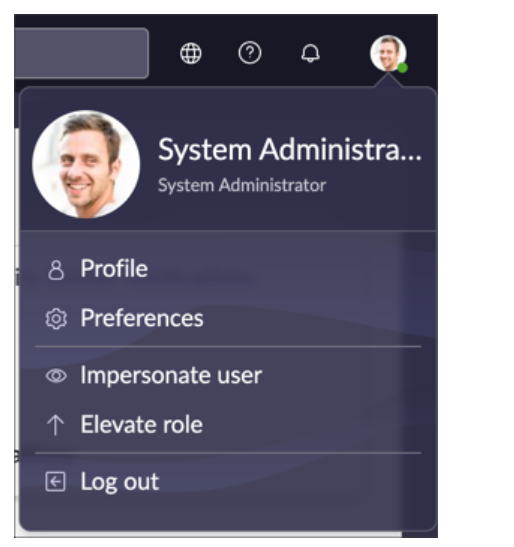 System Administra...
System Administrator
Profile
Preferences
Impersonate user
Elevate role
Log out